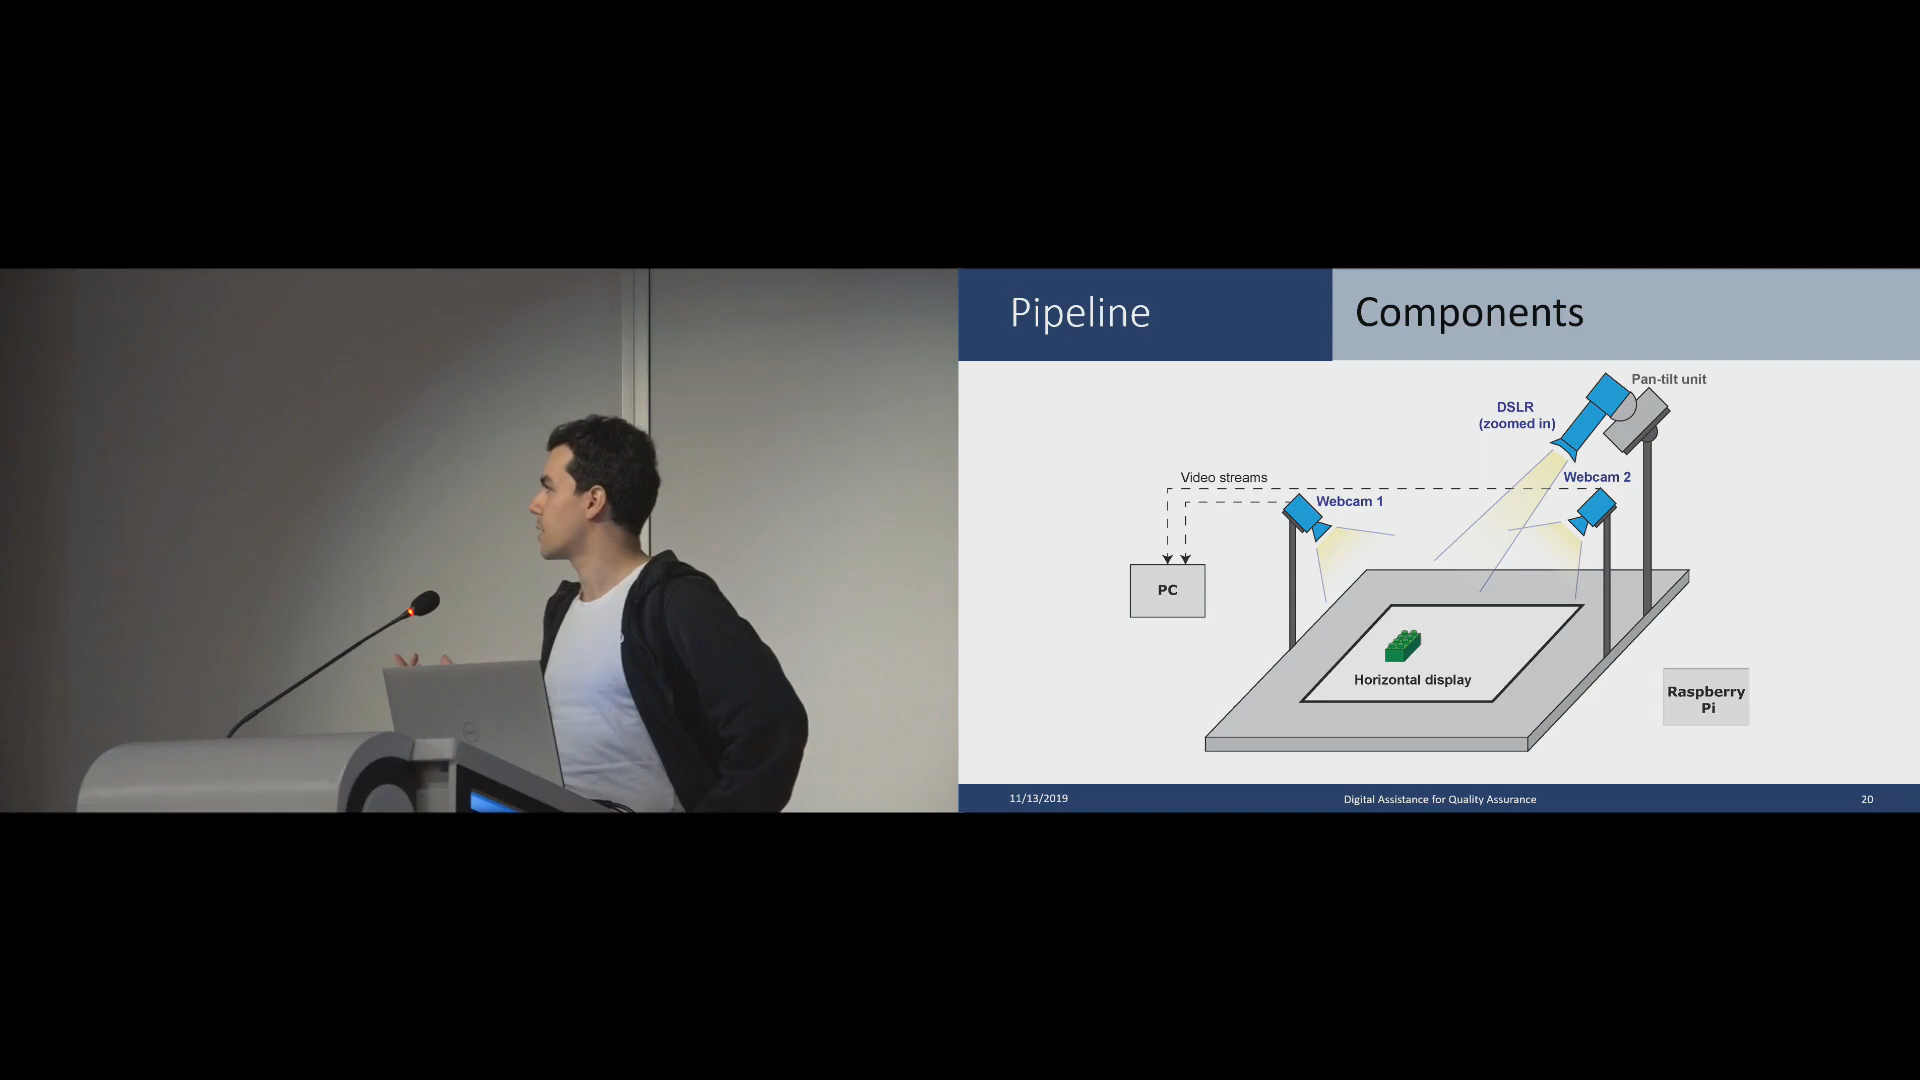 Pipeline
Components
Pan-tilt unit
DSLR
(zoomed in)
Video streams
Webcam 2
Webcam 1
PC
Horizontal display
Raspberry
Pi
11/13/2019
Digital Assistance for Quality Assurance
20